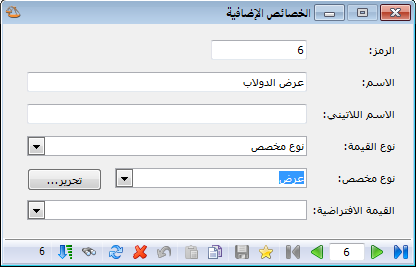 الخصائص الإضافية
الرمز: 6
الاسم: عرض الدولاب
الاسم اللاتيني:
نوع القيمة: نوع مخصص
نوع مخصص: عرض تحرير...
القيمة الافتراضية:
6 6